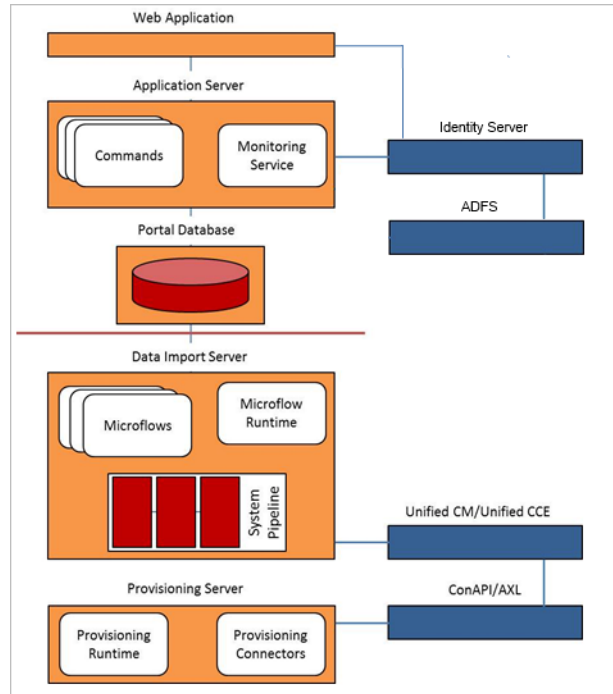 Web Application
Application Server
Commands
Monitoring
Service
Identity Server
ADFS
Portal Database
Data Import Server
Microflows
Microflow
Runtime
System
Pipeline
Unified CM/Unified CCE
ConAPI/AXL
Provisioning Server
Provisioning
Runtime
Provisioning
Connectors